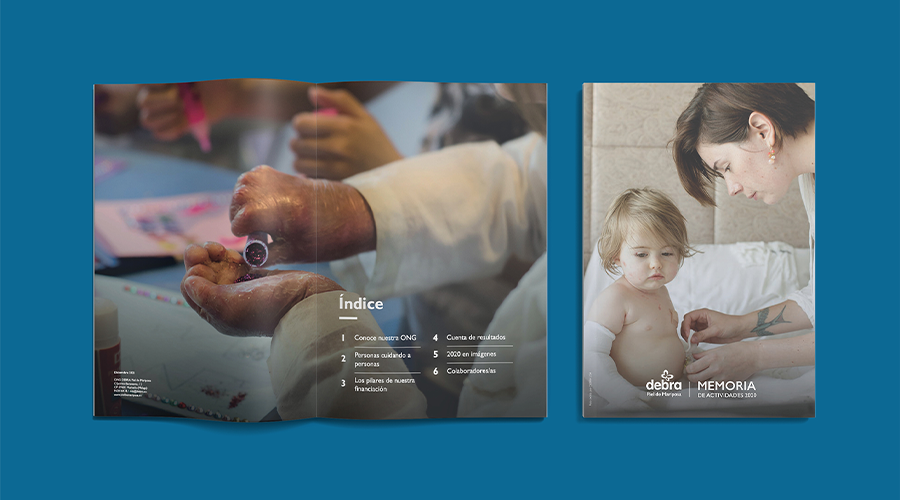 Índice
1 Conoce nuestra ONG
2 Personas cuidando a
personas
3 Los pilares de nuestra
financiación
4 Cuenta de resultados
5 2020 en imágenes
6 Colaboradores/as
debra
Piel de Mariposa
MEMORIA
DE ACTIVIDADES 2020